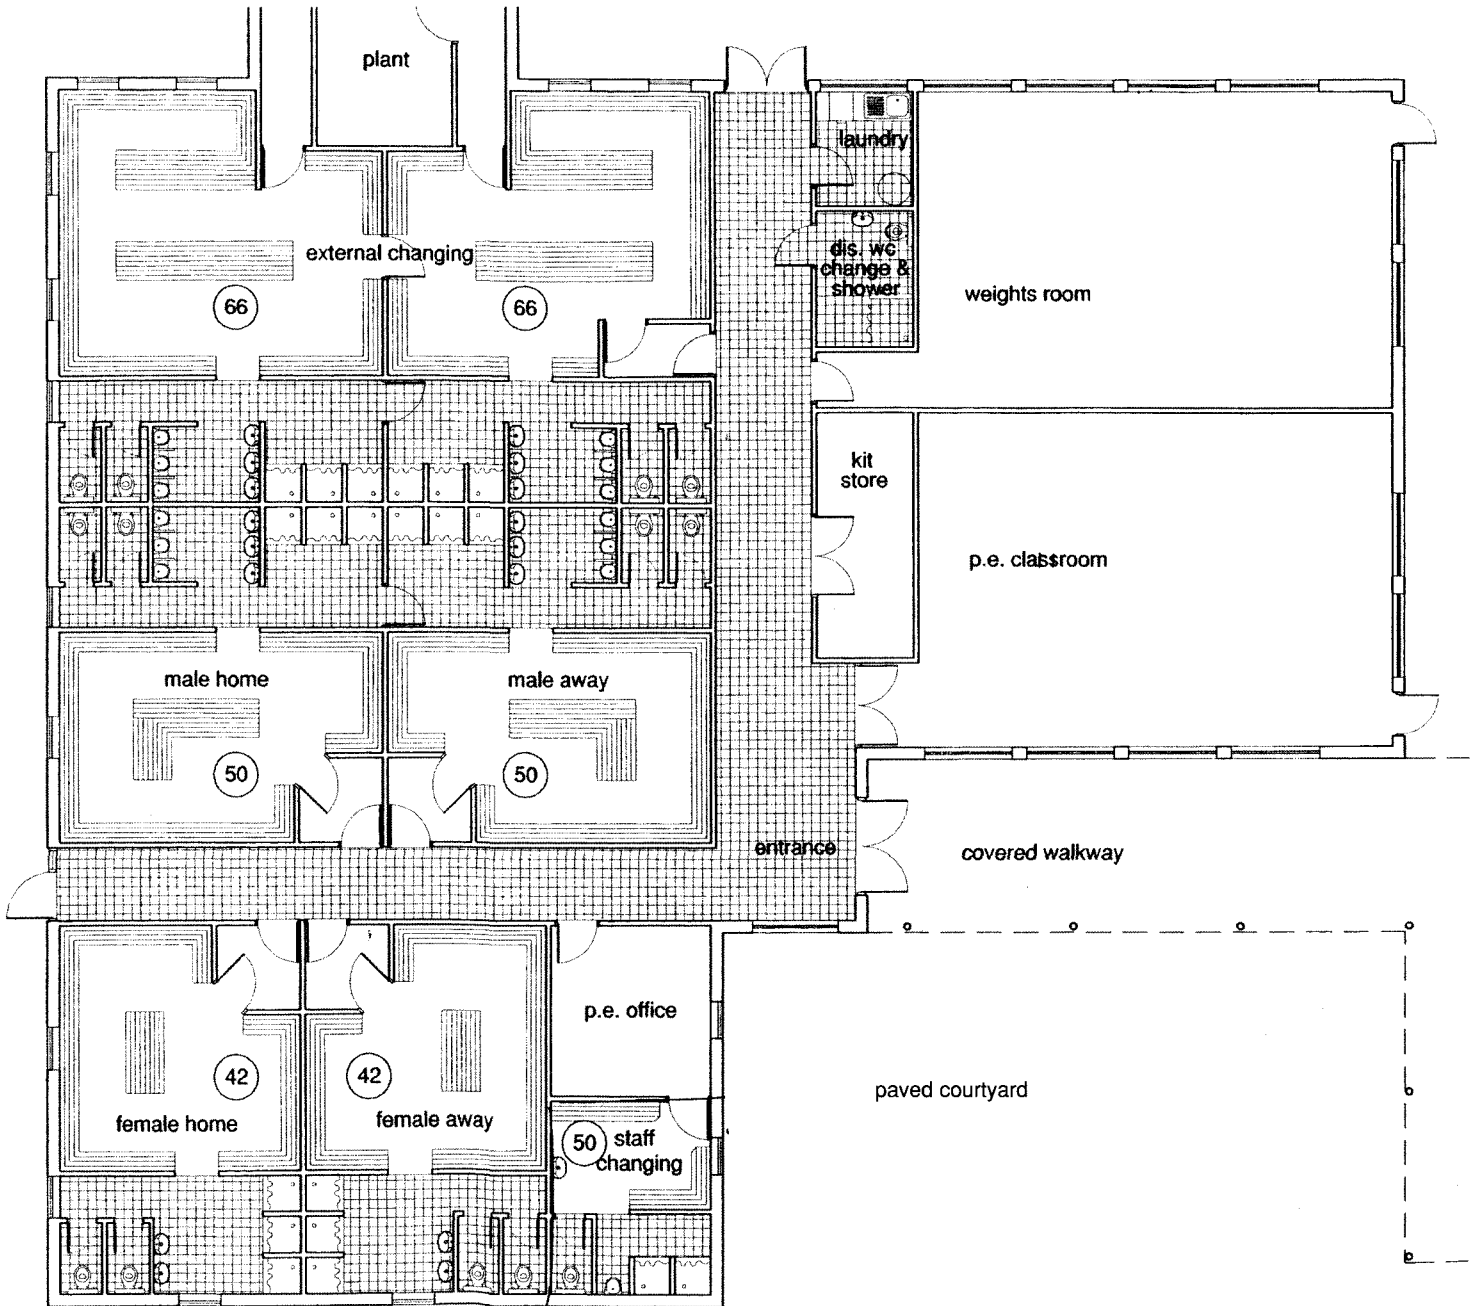 plant
laundry
external changing
dis. wc
change &
shower
weights room
66
66
kit
store
p.e. classroom
male home
male away
50
50
entrance
covered walkway
p.e. office
42
42
paved courtyard
female home
female away
50
staff
changing